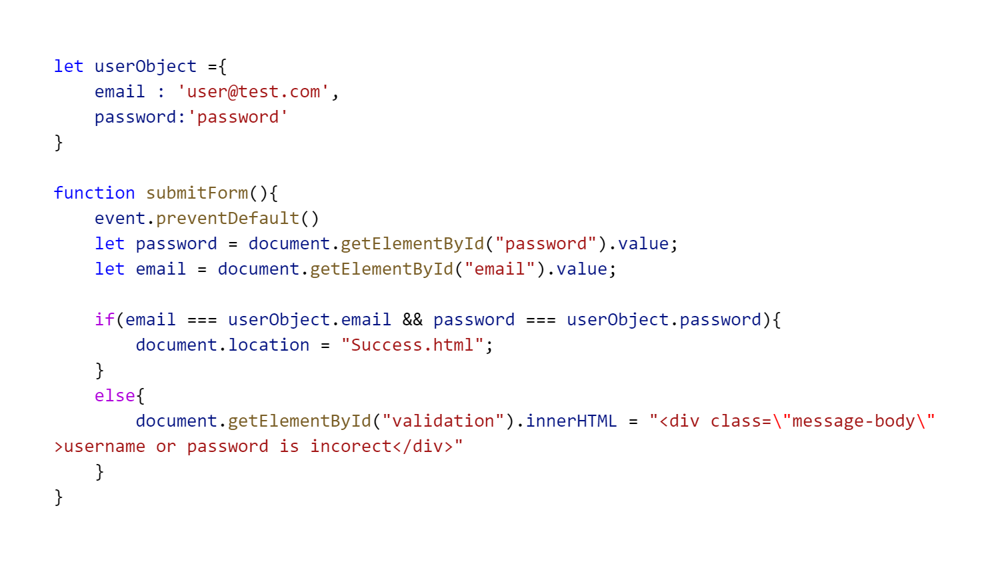 let userObject ={
    email : 'user@test.com',
    password:'password'
}

function submitForm(){
    event.preventDefault()
    let password = document.getElementById("password").value;
    let email = document.getElementById("email").value;

    if(email === userObject.email && password === userObject.password){
        document.location = "Success.html";
    }
    else{
        document.getElementById("validation").innerHTML = "<div class=\"message-body\"
>username or password is incorect</div>"
    }
}